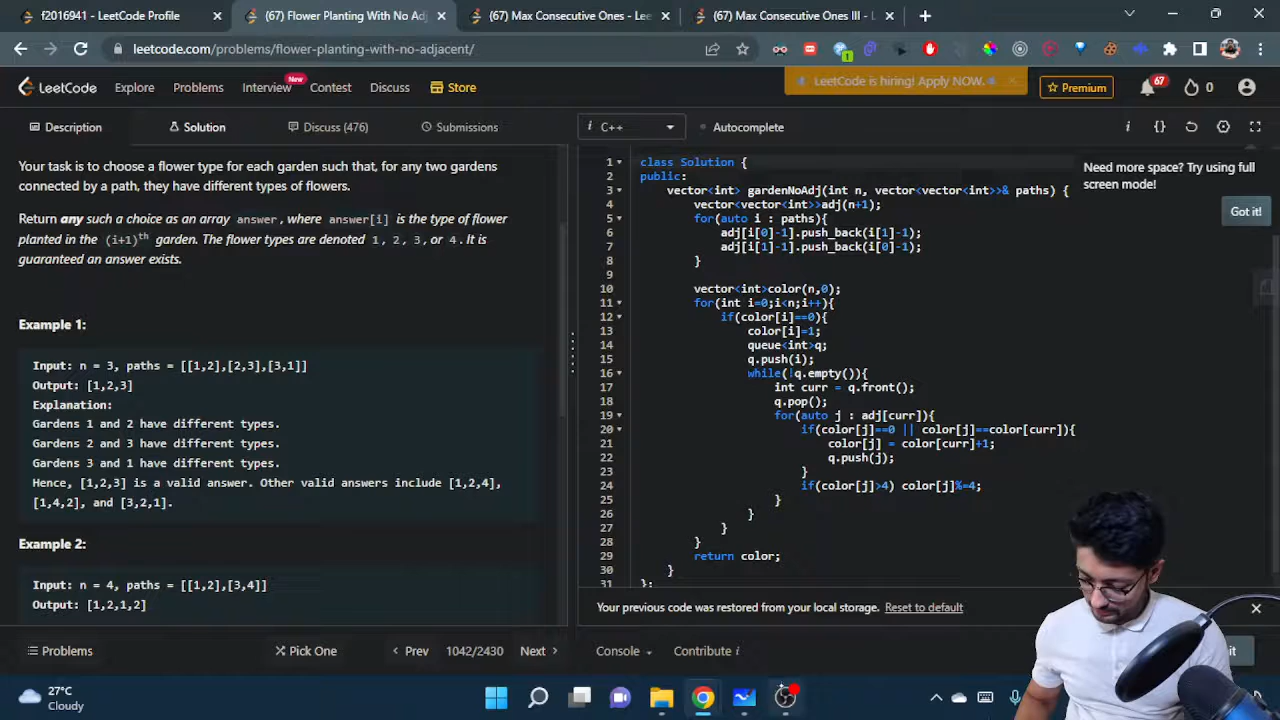 f2016941 - LeetCode Profile
(67) Flower Planting With No Adj
(67) Max Consecutive Ones - Lee
(67) Max Consecutive Ones III - L
leetcode.com/problems/flower-planting-with-no-adjacent/
1
LeetCode
Explore
Problems
Interview
New
Contest
Discuss
Store
LeetCode is hiring! Apply NOW.
Premium
67
0
Description
Solution
Discuss (476)
Submissions
i C++
Autocomplete
Your task is to choose a flower type for each garden such that, for any two gardens
connected by a path, they have different types of flowers.
Return any such a choice as an array answer, where answer[i] is the type of flower
planted in the (i+1)th garden. The flower types are denoted 1, 2, 3, or 4. It is
guaranteed an answer exists.
Example 1:
Input: n = 3, paths = [[1,2],[2,3],[3,1]]
Output: [1,2,3]
Explanation:
Gardens 1 and 2 have different types.
Gardens 2 and 3 have different types.
Gardens 3 and 1 have different types.
Hence, [1,2,3] is a valid answer. Other valid answers include [1,2,4],
[1,4,2], and [3,2,1].
Example 2:
Input: n = 4, paths = [[1,2],[3,4]]
Output: [1,2,1,2]
1 class Solution {
2 public:
3 vector<int> gardenNoAdj(int n, vector<vector<int>>& paths) {
4 vector<vector<int>>adj(n+1);
5 for(auto i : paths){
6 adj[i[0]-1].push_back(i[1]-1);
7 adj[i[1]-1].push_back(i[0]-1);
8 }
9
10 vector<int>color(n,0);
11 for(int i=0;i<n;i++){
12 if(color[i]==0){
13 color[i]=1;
14 queue<int>q;
15 q.push(i);
16 while(!q.empty()){
17 int curr = q.front();
18 q.pop();
19 for(auto j : adj[curr]){
20 if(color[j]==0 || color[j]==color[curr]){
21 color[j] = color[curr]+1;
22 q.push(j);
23 }
24 if(color[j]>4) color[j]%=4;
25 }
26 }
27 }
28 }
29 return color;
30 }
31 };
Need more space? Try using full
screen mode!
Got it!
Your previous code was restored from your local storage. Reset to default
Problems
Pick One
Prev
1042/2430
Next
Console
Contribute i
27°C
Cloudy